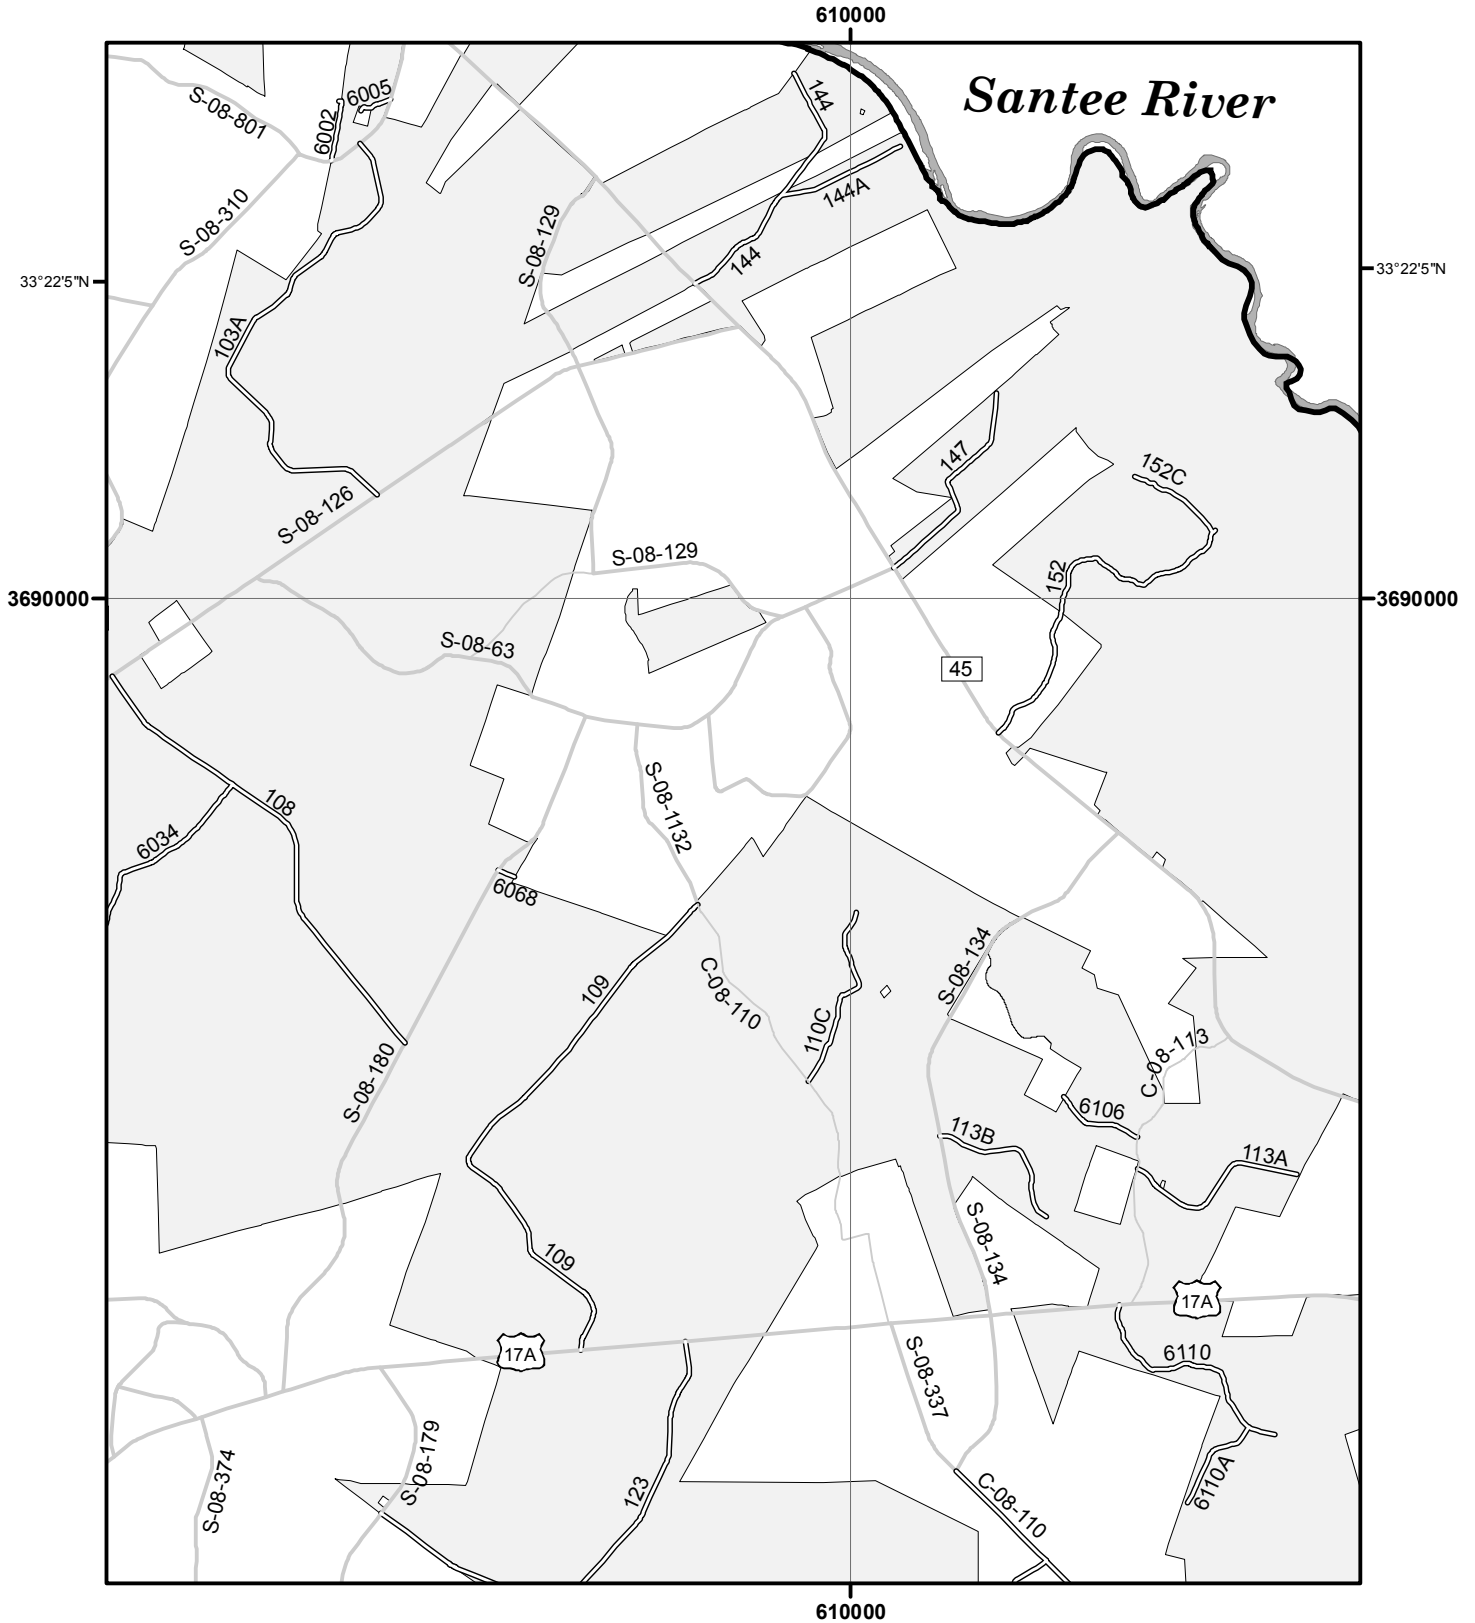 610000
Santee River
6005
144
S-08-801
6002
144A
S-08-310
S-08-129
144
33°22'5"N
33°22'5"N
103A
147
152C
S-08-126
S-08-129
152
3690000
3690000
S-08-63
45
108
S-08-1132
6034
6068
S-08-134
109
C-08-110
110C
C-08-113
S-08-180
6106
113B
113A
S-08-134
109
17A
17A
6110
S-08-337
S-08-179
6110A
S-08-374
123
C-08-110
610000